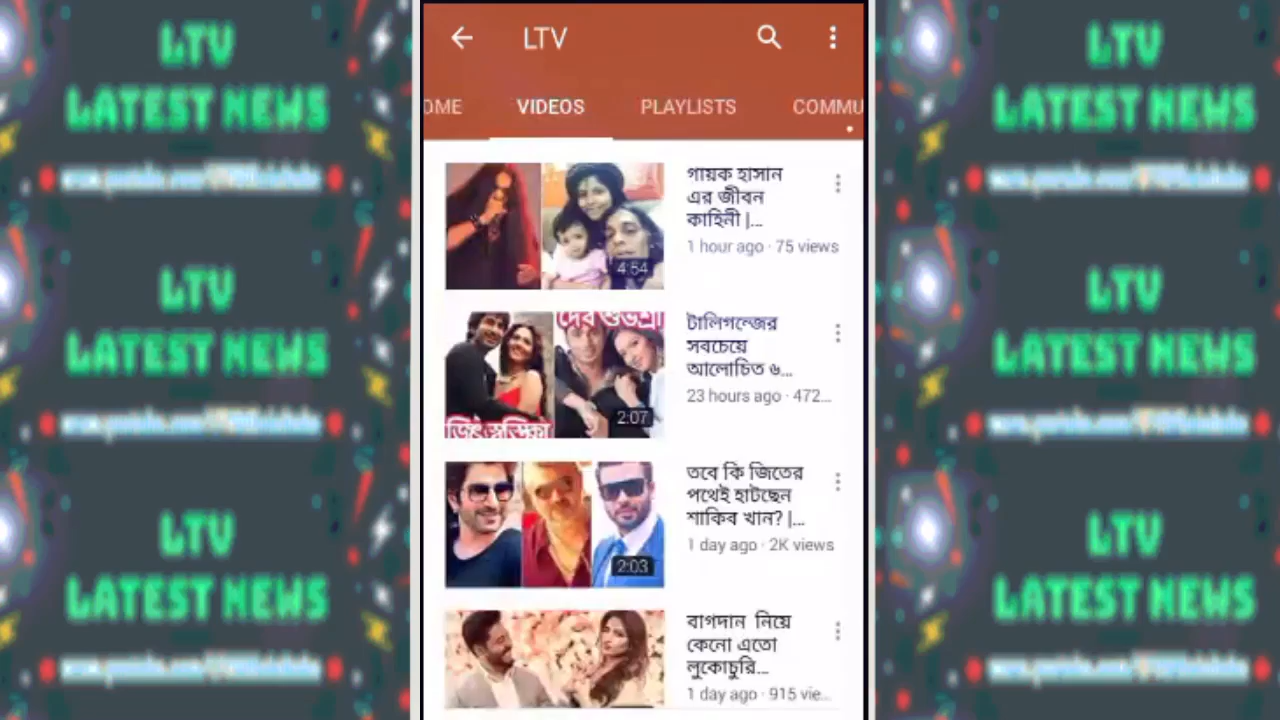 LTV
LATEST NEWS
LTV
LATEST NEWS
LTV
LATEST NEWS
LTV
OME
VIDEOS
PLAYLISTS
COMMU
4:54
গায়ক হাসান
এর জীবন
কাহিনী |...
1 hour ago · 75 views
দেব শুভশ্রী
2:07
টালিগন্জের
সবচেয়ে
আলোচিত ৬...
23 hours ago · 472...
2:03
তবে কি জিতের
পথেই হাটছেন
শাকিব খান? |...
1 day ago · 2K views
বাগদান নিয়ে
কেনো এতো
লুকোচুরি...
1 day ago · 915 vie...
LTV
LATEST NEWS
LTV
LATEST NEWS
LTV
LATEST NEWS